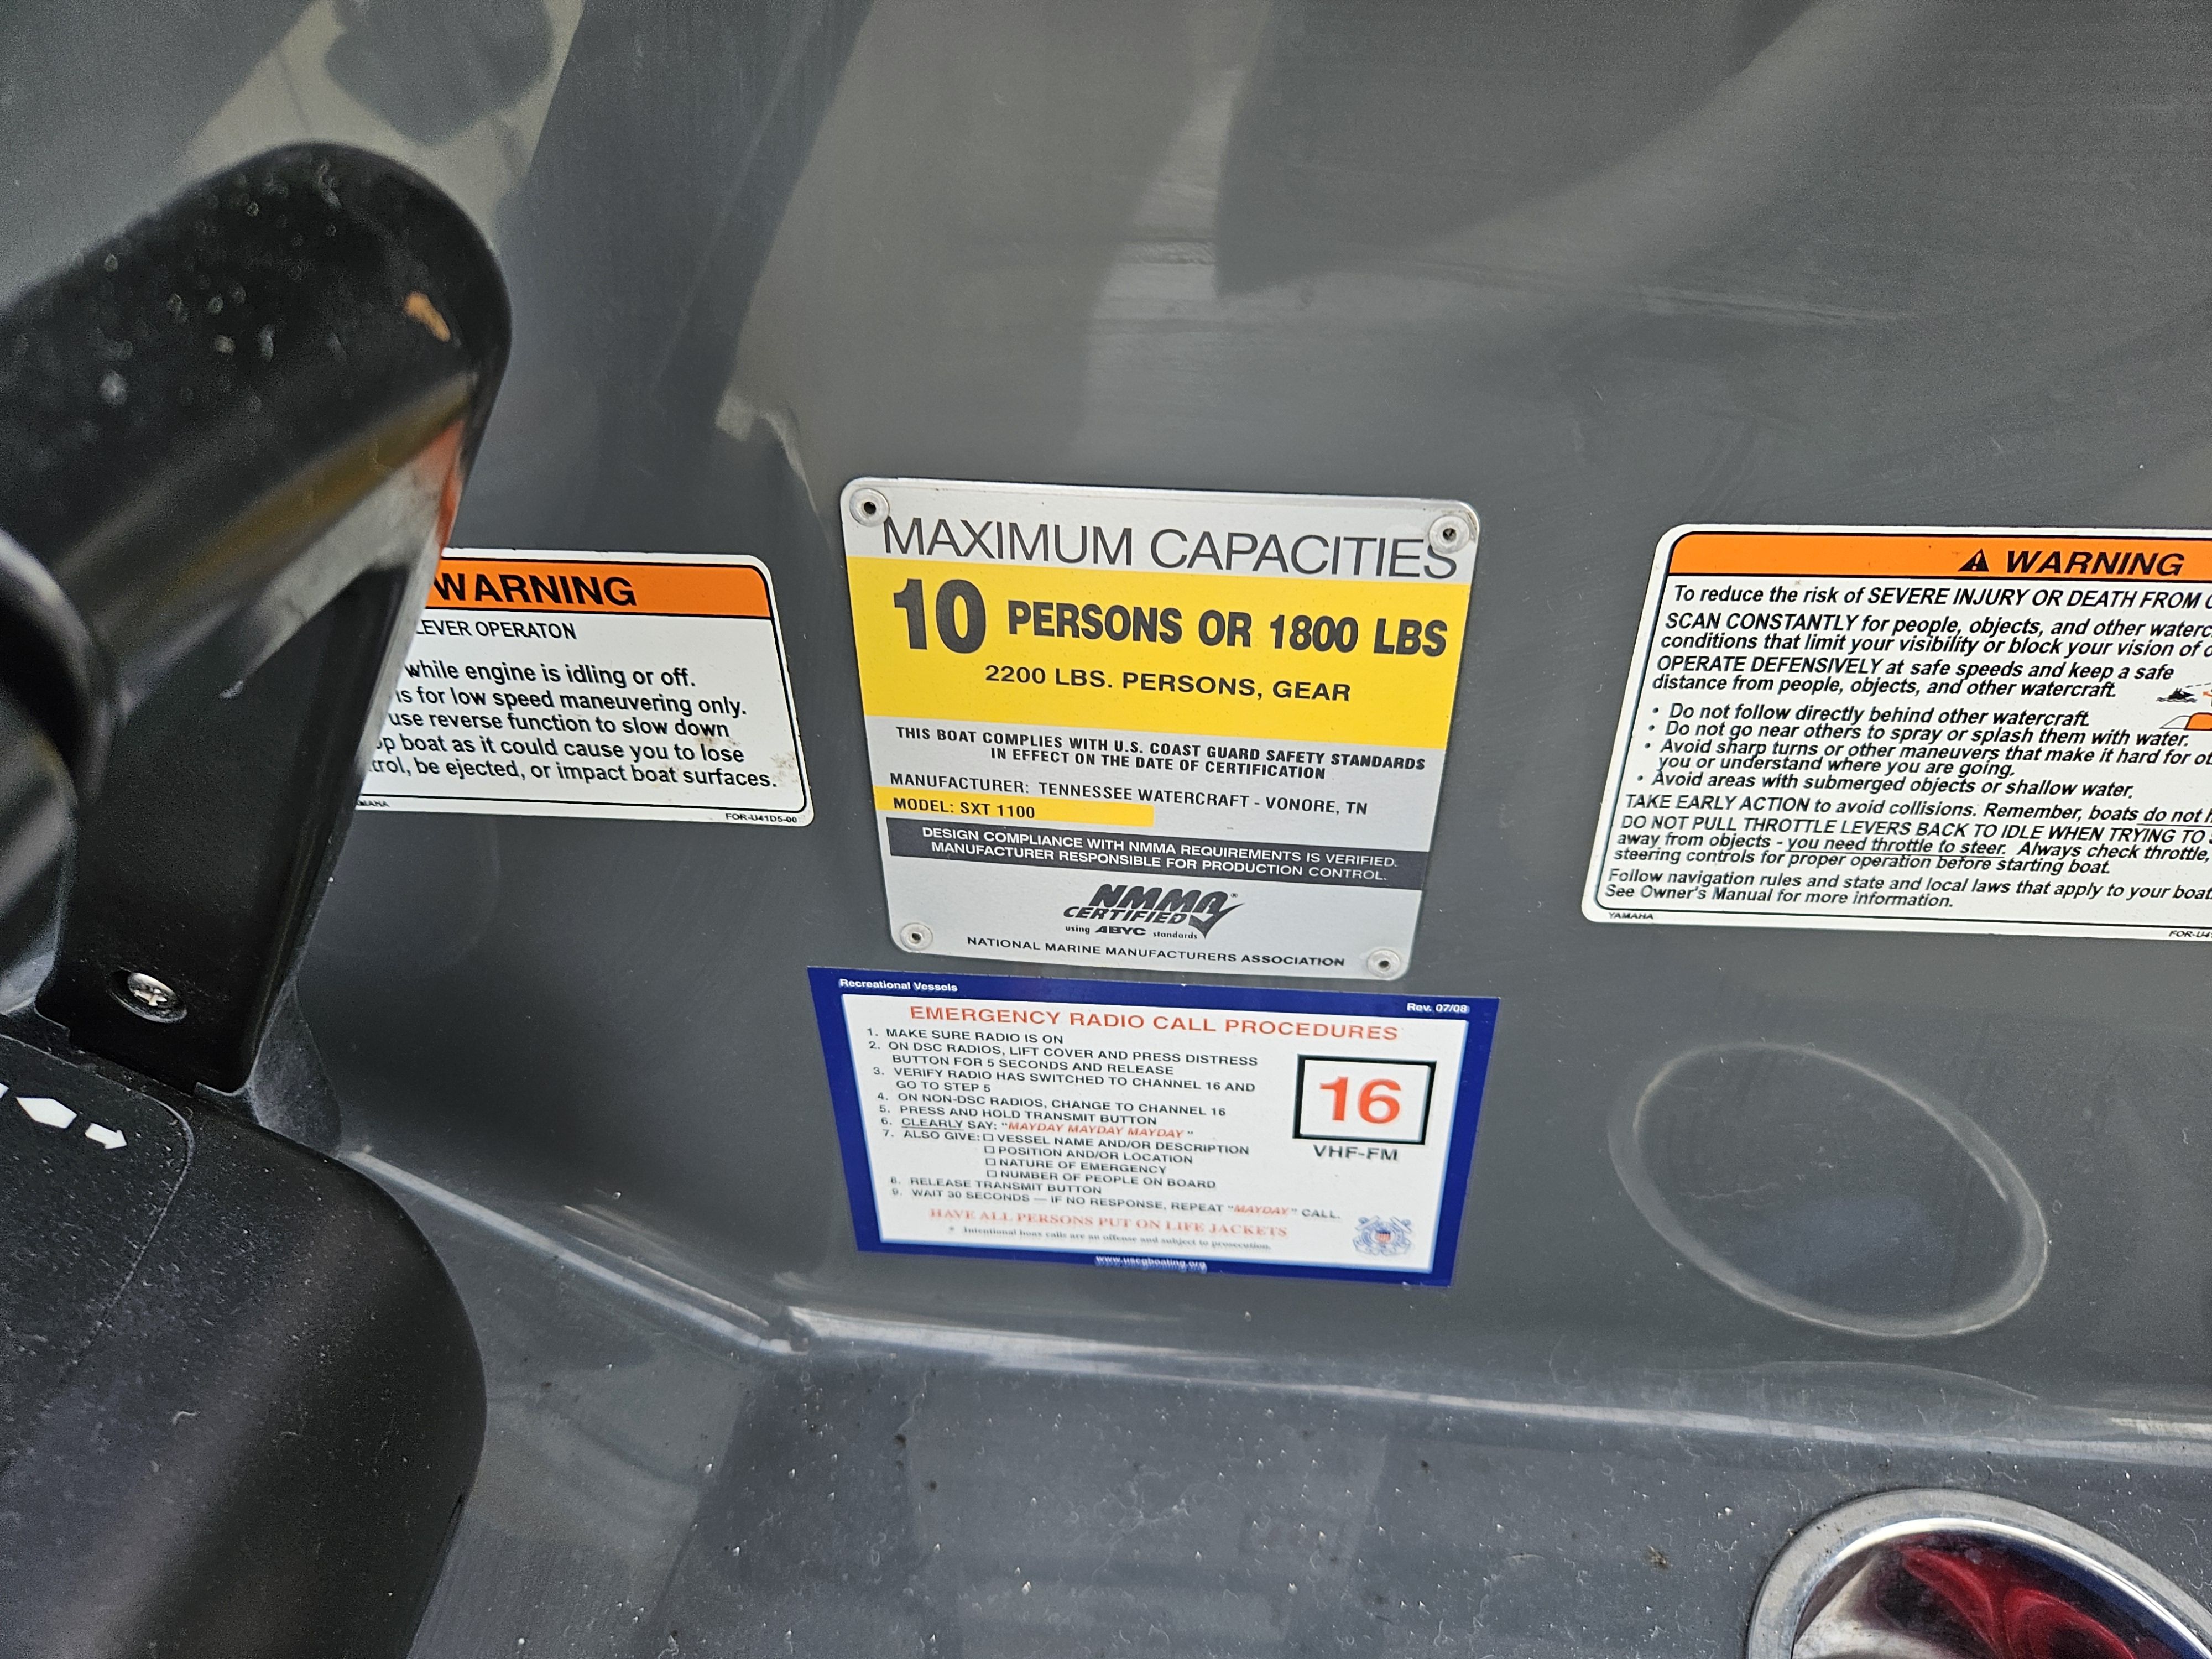 WARNING
LEVER OPERATON
while engine is idling or off.
is for low speed maneuvering only.
use reverse function to slow down
op boat as it could cause you to lose
trol, be ejected, or impact boat surfaces.
FOR-U41D5-00
MAXIMUM CAPACITIES
10 PERSONS OR 1800 LBS
2200 LBS. PERSONS, GEAR
THIS BOAT COMPLIES WITH U.S. COAST GUARD SAFETY STANDARDS
IN EFFECT ON THE DATE OF CERTIFICATION
MANUFACTURER: TENNESSEE WATERCRAFT - VONORE, TN
MODEL: SXT 1100
DESIGN COMPLIANCE WITH NMMA REQUIREMENTS IS VERIFIED.
MANUFACTURER RESPONSIBLE FOR PRODUCTION CONTROL.
NMMA®
CERTIFIED
using ABYC standards
NATIONAL MARINE MANUFACTURERS ASSOCIATION
Recreational Vessels
Rev. 07/08
EMERGENCY RADIO CALL PROCEDURES
1. MAKE SURE RADIO IS ON
2. ON DSC RADIOS, LIFT COVER AND PRESS DISTRESS
BUTTON FOR 5 SECONDS AND RELEASE
3. VERIFY RADIO HAS SWITCHED TO CHANNEL 16 AND
GO TO STEP 5
4. ON NON-DSC RADIOS, CHANGE TO CHANNEL 16
5. PRESS AND HOLD TRANSMIT BUTTON
6. CLEARLY SAY: "MAYDAY MAYDAY MAYDAY"
7. ALSO GIVE: □ VESSEL NAME AND/OR DESCRIPTION
□ POSITION AND/OR LOCATION
□ NATURE OF EMERGENCY
□ NUMBER OF PEOPLE ON BOARD
8. RELEASE TRANSMIT BUTTON
9. WAIT 30 SECONDS — IF NO RESPONSE, REPEAT "MAYDAY" CALL.
HAVE ALL PERSONS PUT ON LIFE JACKETS
* Intentional hoax calls are an offense and subject to prosecution.
www.uscgboating.org
16
VHF-FM
WARNING
To reduce the risk of SEVERE INJURY OR DEATH FROM
SCAN CONSTANTLY for people, objects, and other waterc
conditions that limit your visibility or block your vision of
OPERATE DEFENSIVELY at safe speeds and keep a safe
distance from people, objects, and other watercraft.
• Do not follow directly behind other watercraft.
• Do not go near others to spray or splash them with water.
• Avoid sharp turns or other maneuvers that make it hard for
you or understand where you are going.
• Avoid areas with submerged objects or shallow water,
TAKE EARLY ACTION to avoid collisions. Remember, boats do not
DO NOT PULL THROTTLE LEVERS BACK TO IDLE WHEN TRYING TO
away from objects - you need throttle to steer. Always check throttle,
steering controls for proper operation before starting boat.
Follow navigation rules and state and local laws that apply to your boat
See Owner's Manual for more information.
YAMAHA